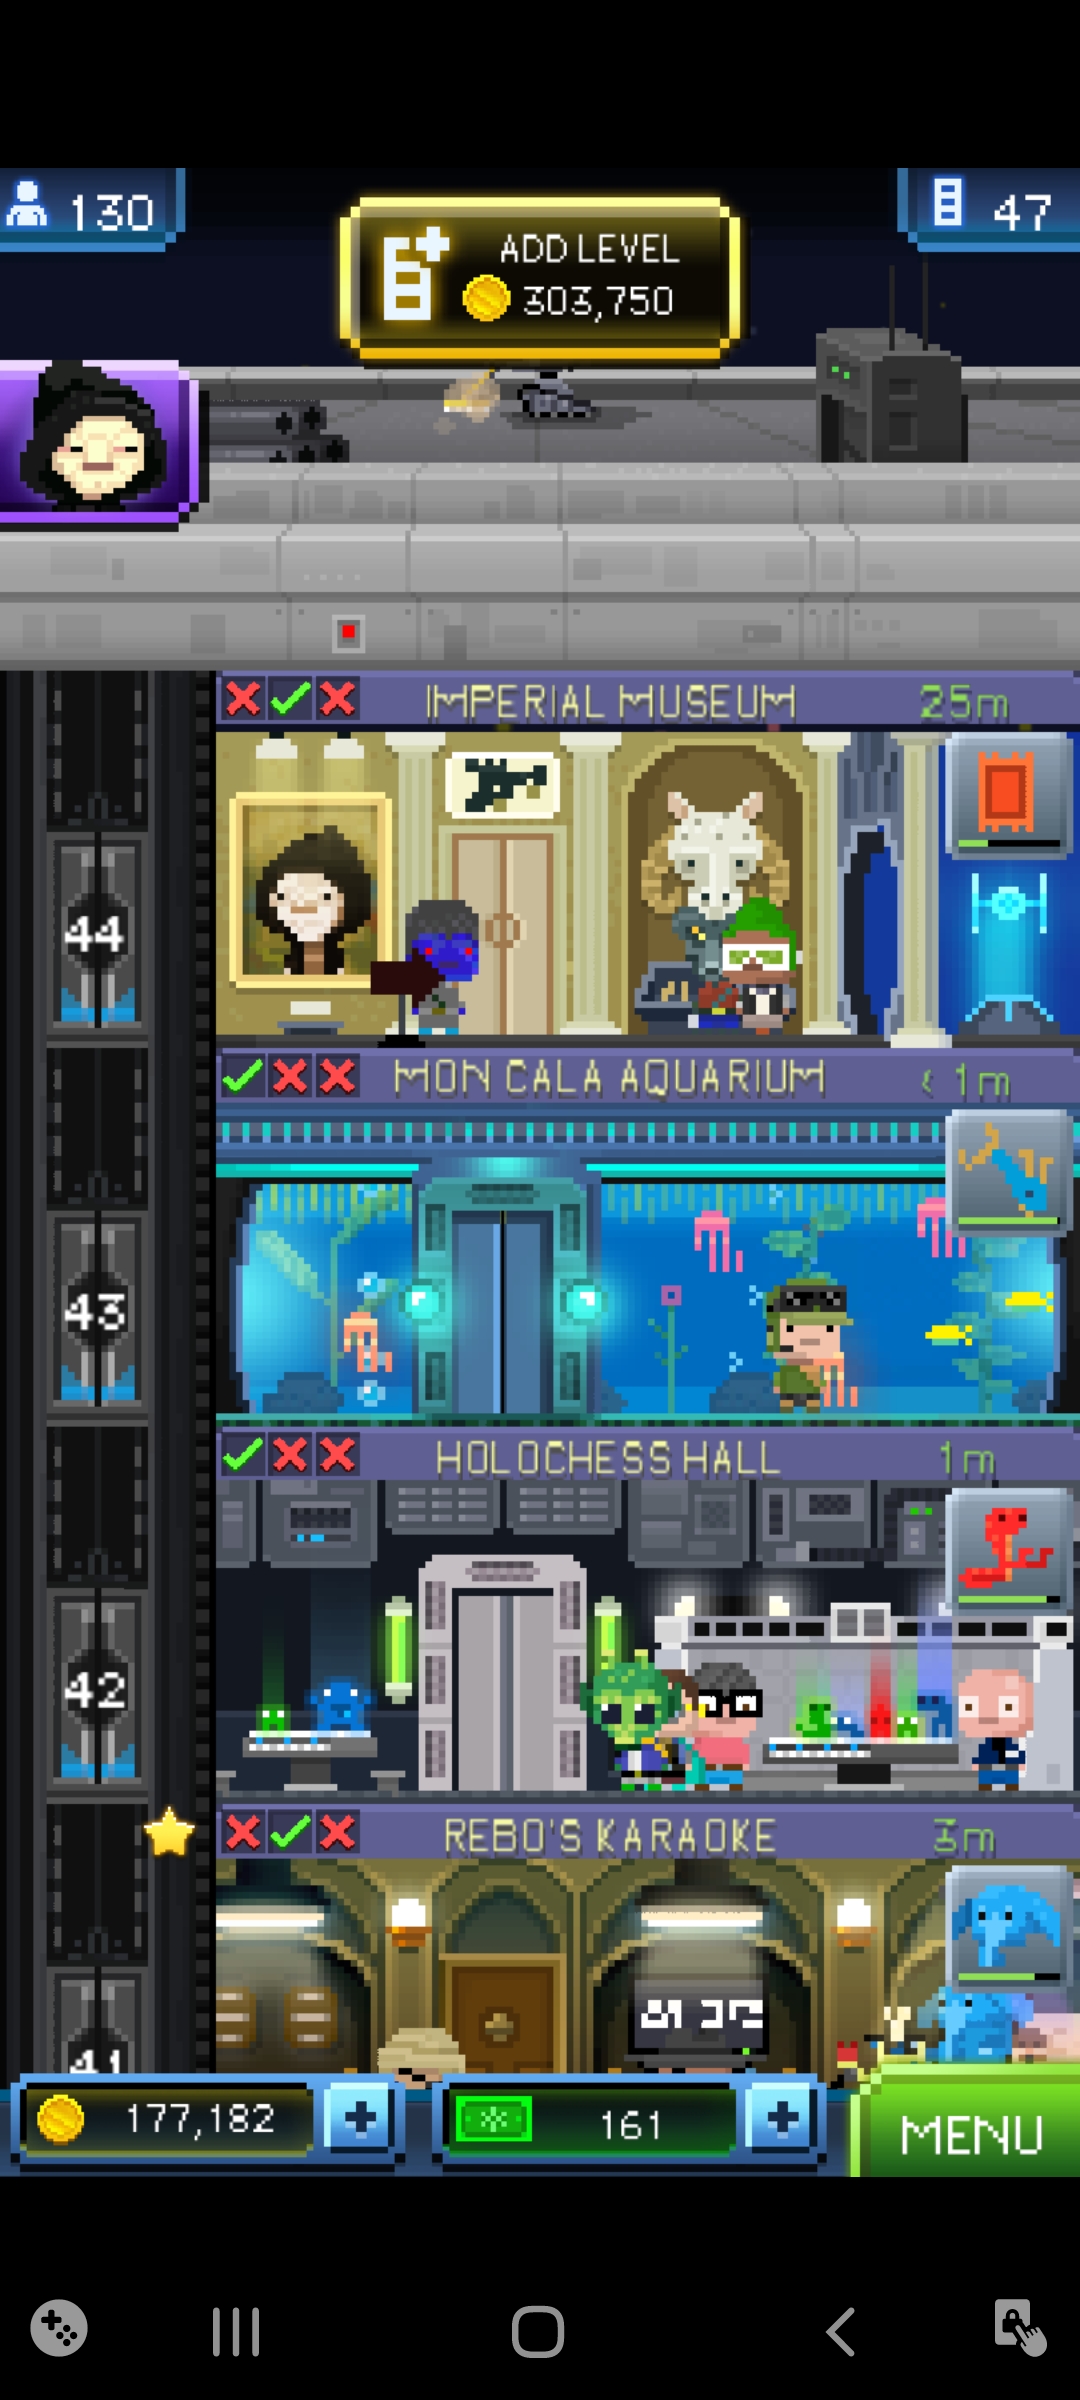 130
ADD LEVEL
303,750
47
IMPERIAL MUSEUM 25m
44
MON CALA AQUARIUM < 1m
43
HOLOCHESS HALL 1m
42
REBO'S KARAOKE 3m
41
177,182
161
MENU